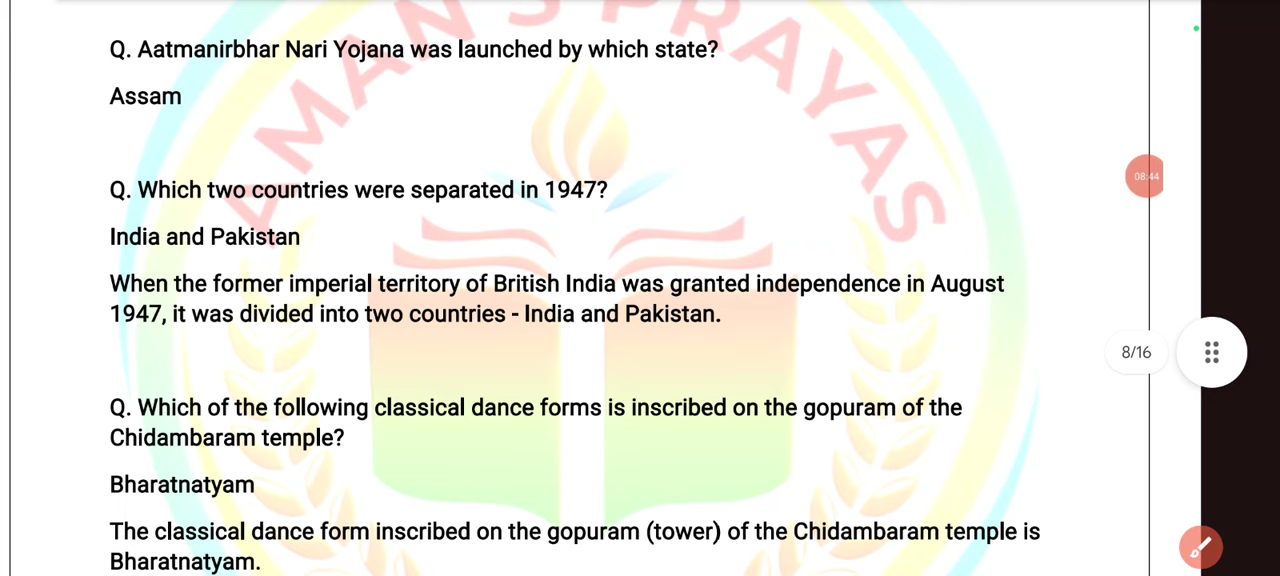 AMAN'S PRAYAS
Q. Aatmanirbhar Nari Yojana was launched by which state?
Assam
Q. Which two countries were separated in 1947?
08:44
India and Pakistan
When the former imperial territory of British India was granted independence in August
1947, it was divided into two countries - India and Pakistan.
8/16
Q. Which of the following classical dance forms is inscribed on the gopuram of the
Chidambaram temple?
Bharatnatyam
The classical dance form inscribed on the gopuram (tower) of the Chidambaram temple is
Bharatnatyam.